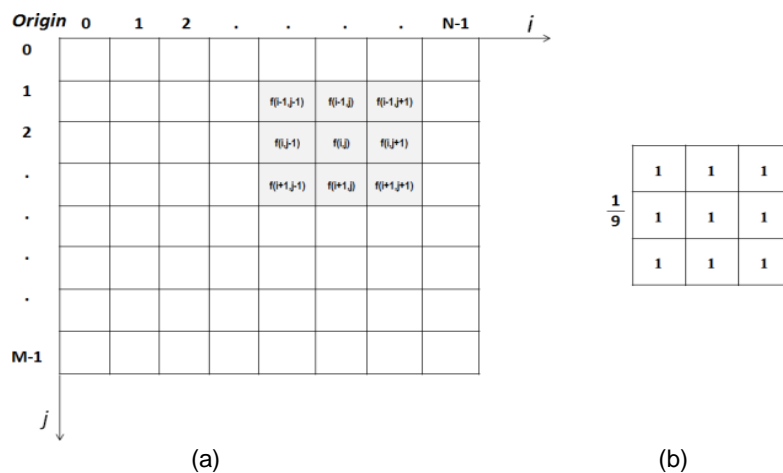 Origin 0 1 2 . . . . N-1 i
0
1 f(i-1,j-1) f(i-1,j) f(i-1,j+1)
2 f(i,j-1) f(i,j) f(i,j+1)
. f(i+1,j-1) f(i+1,j) f(i+1,j+1)
.
.
.
M-1
j
1 1 1
1/9 1 1 1
1 1 1
(a) (b)